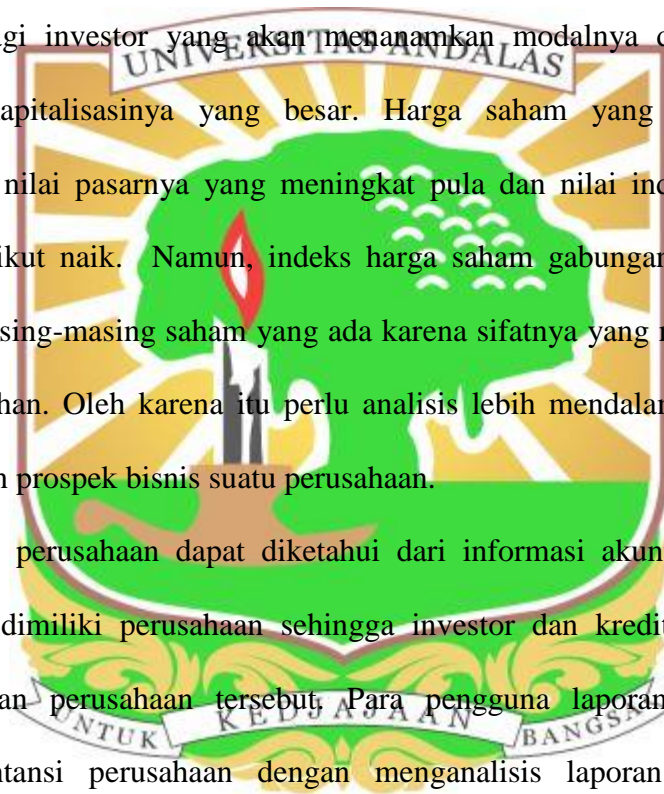 agi investor yang akan menanamkan modalnya d
UNIVERSITAS ANDALAS
apitalisasinya yang besar. Harga saham yang
nilai pasarnya yang meningkat pula dan nilai ind
ikut naik. Namun, indeks harga saham gabungan
sing-masing saham yang ada karena sifatnya yang
han. Oleh karena itu perlu analisis lebih mendalam
n prospek bisnis suatu perusahaan.
perusahaan dapat diketahui dari informasi akun
dimiliki perusahaan sehingga investor dan kredit
an perusahaan tersebut. Para pengguna laporan
UNTUK KEDJAJAAN BANGSA
ntansi perusahaan dengan menganalisis laporan